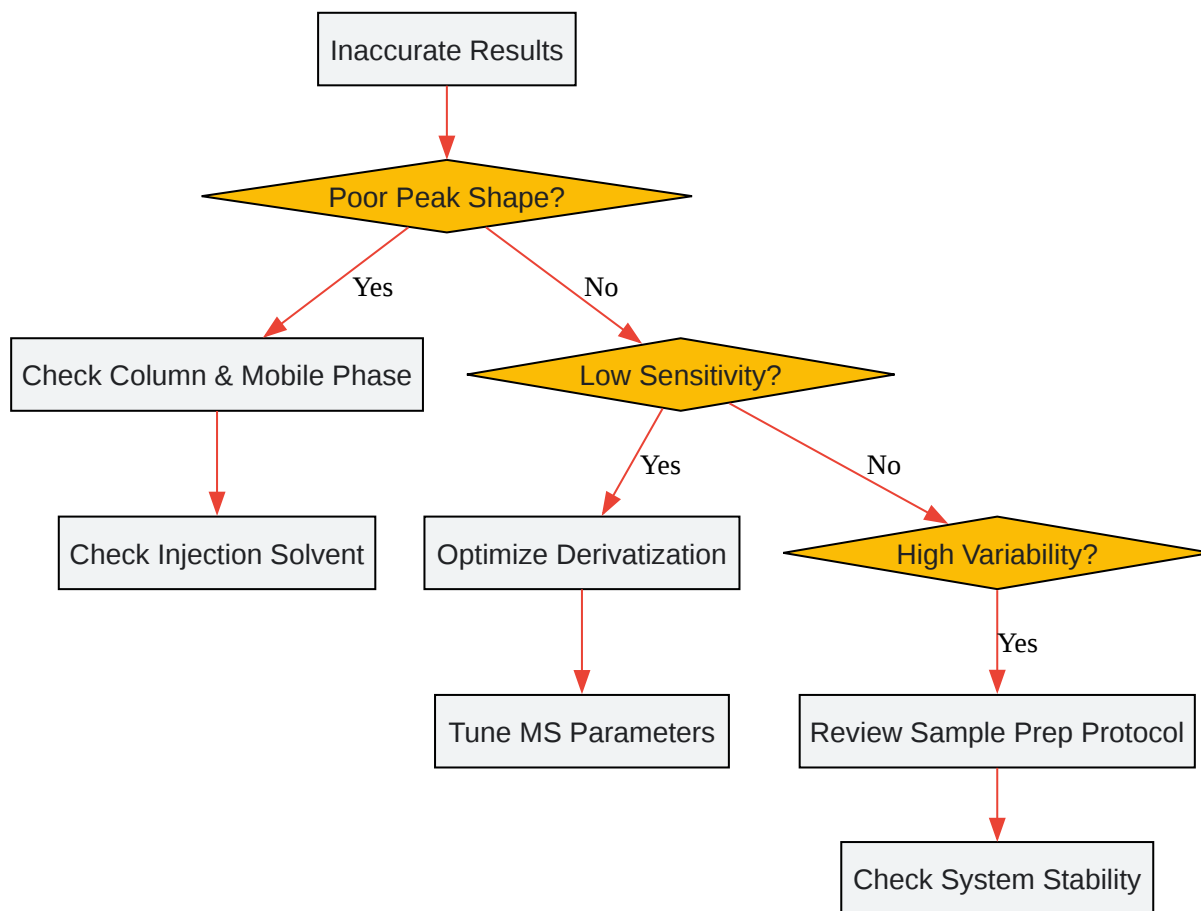 Inaccurate Results
Poor Peak Shape?
Yes
No
Check Column & Mobile Phase
Low Sensitivity?
Yes
No
Check Injection Solvent
Optimize Derivatization
High Variability?
Yes
Tune MS Parameters
Review Sample Prep Protocol
Check System Stability